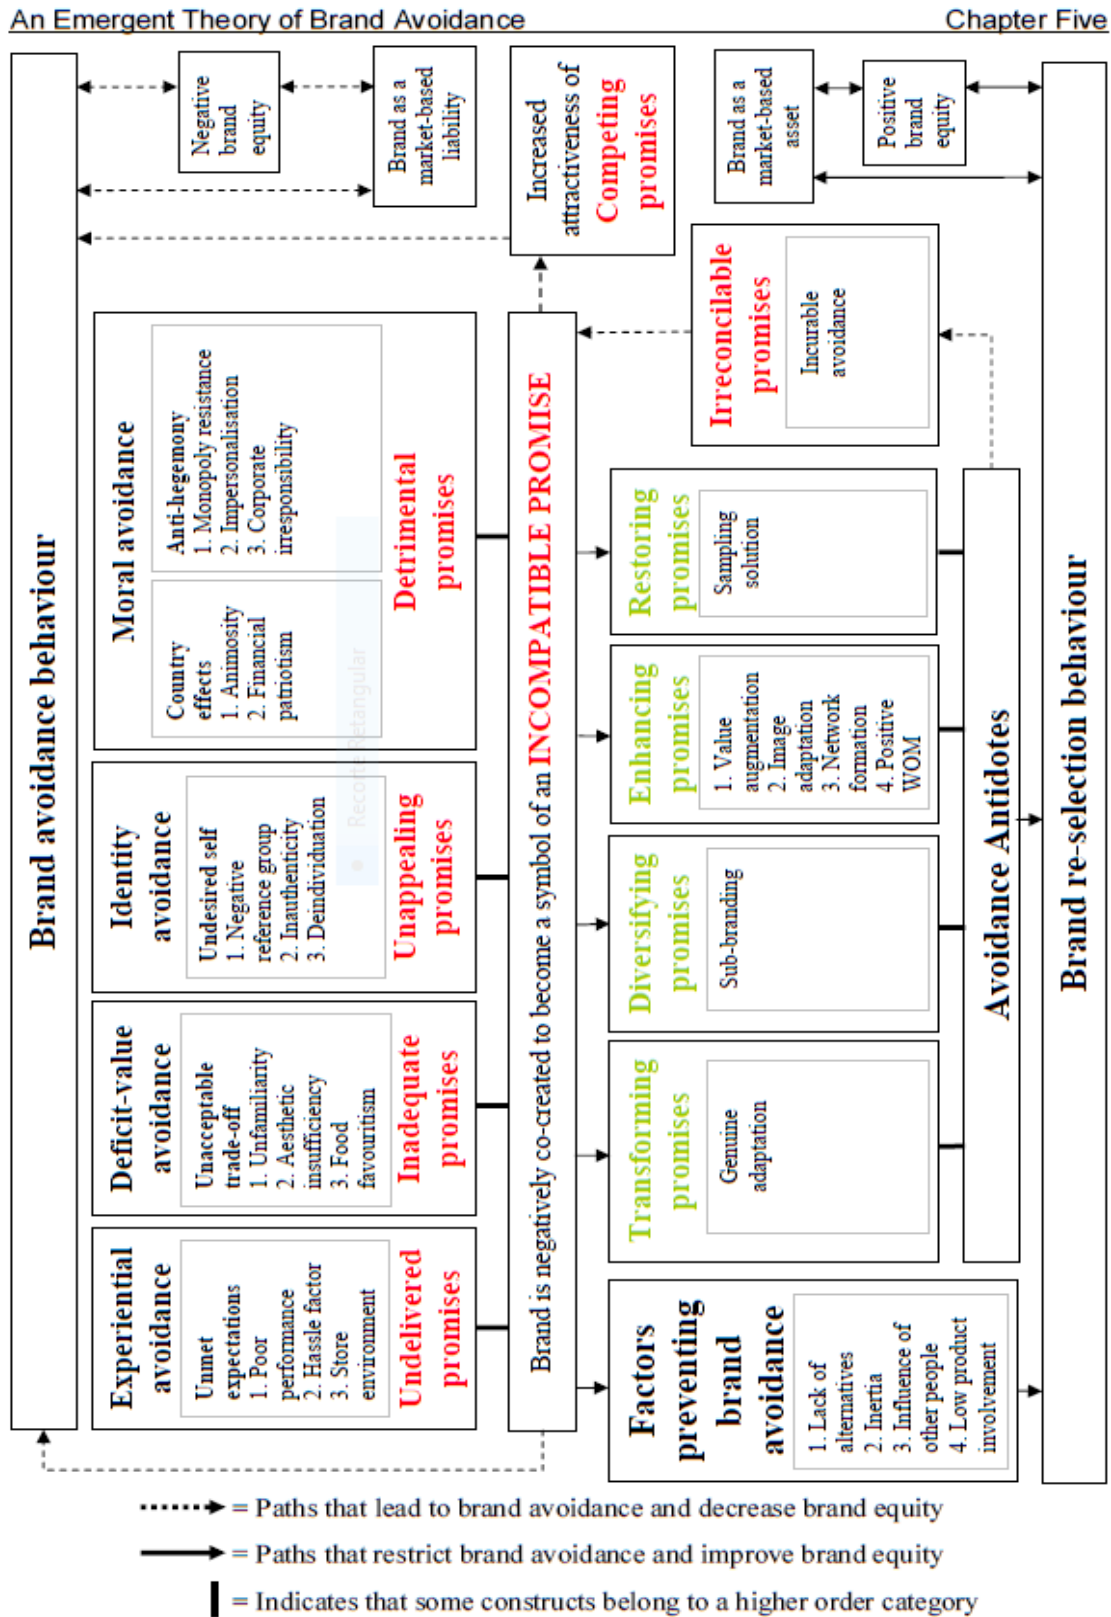 An Emergent Theory of Brand Avoidance
Chapter Five
Brand avoidance behaviour
Negative
brand
equity
Brand as a
market-based
liability
Experiential
avoidance
Unmet
expectations
1. Poor
performance
2. Hassle factor
3. Store
environment
Undelivered
promises
Deficit-value
avoidance
Unacceptable
trade-off
1. Unfamiliarity
2. Aesthetic
insufficiency
3. Food
favouritism
Inadequate
promises
Identity
avoidance
Undesired self
1. Negative
reference group
2. Inauthenticity
3. Deindividuation
Unappealing
promises
Moral avoidance
Country
effects
1. Animosity
2. Financial
patriotism
Anti-hegemony
1. Monopoly resistance
2. Impersonalisation
3. Corporate
irresponsibility
Detrimental
promises
Recorte Retangular
Brand is negatively co-created to become a symbol of an INCOMPATIBLE PROMISE
Increased
attractiveness of
Competing
promises
Factors
preventing
brand
avoidance
1. Lack of
alternatives
2. Inertia
3. Influence of
other people
4. Low product
involvement
Transforming
promises
Genuine
adaptation
Diversifying
promises
Sub-branding
Enhancing
promises
1. Value
augmentation
2. Image
adaptation
3. Network
formation
4. Positive
WOM
Restoring
promises
Sampling
solution
Irreconcilable
promises
Incurable
avoidance
Brand as a
market-based
asset
Positive
brand
equity
Avoidance Antidotes
Brand re-selection behaviour
= Paths that lead to brand avoidance and decrease brand equity
= Paths that restrict brand avoidance and improve brand equity
= Indicates that some constructs belong to a higher order category